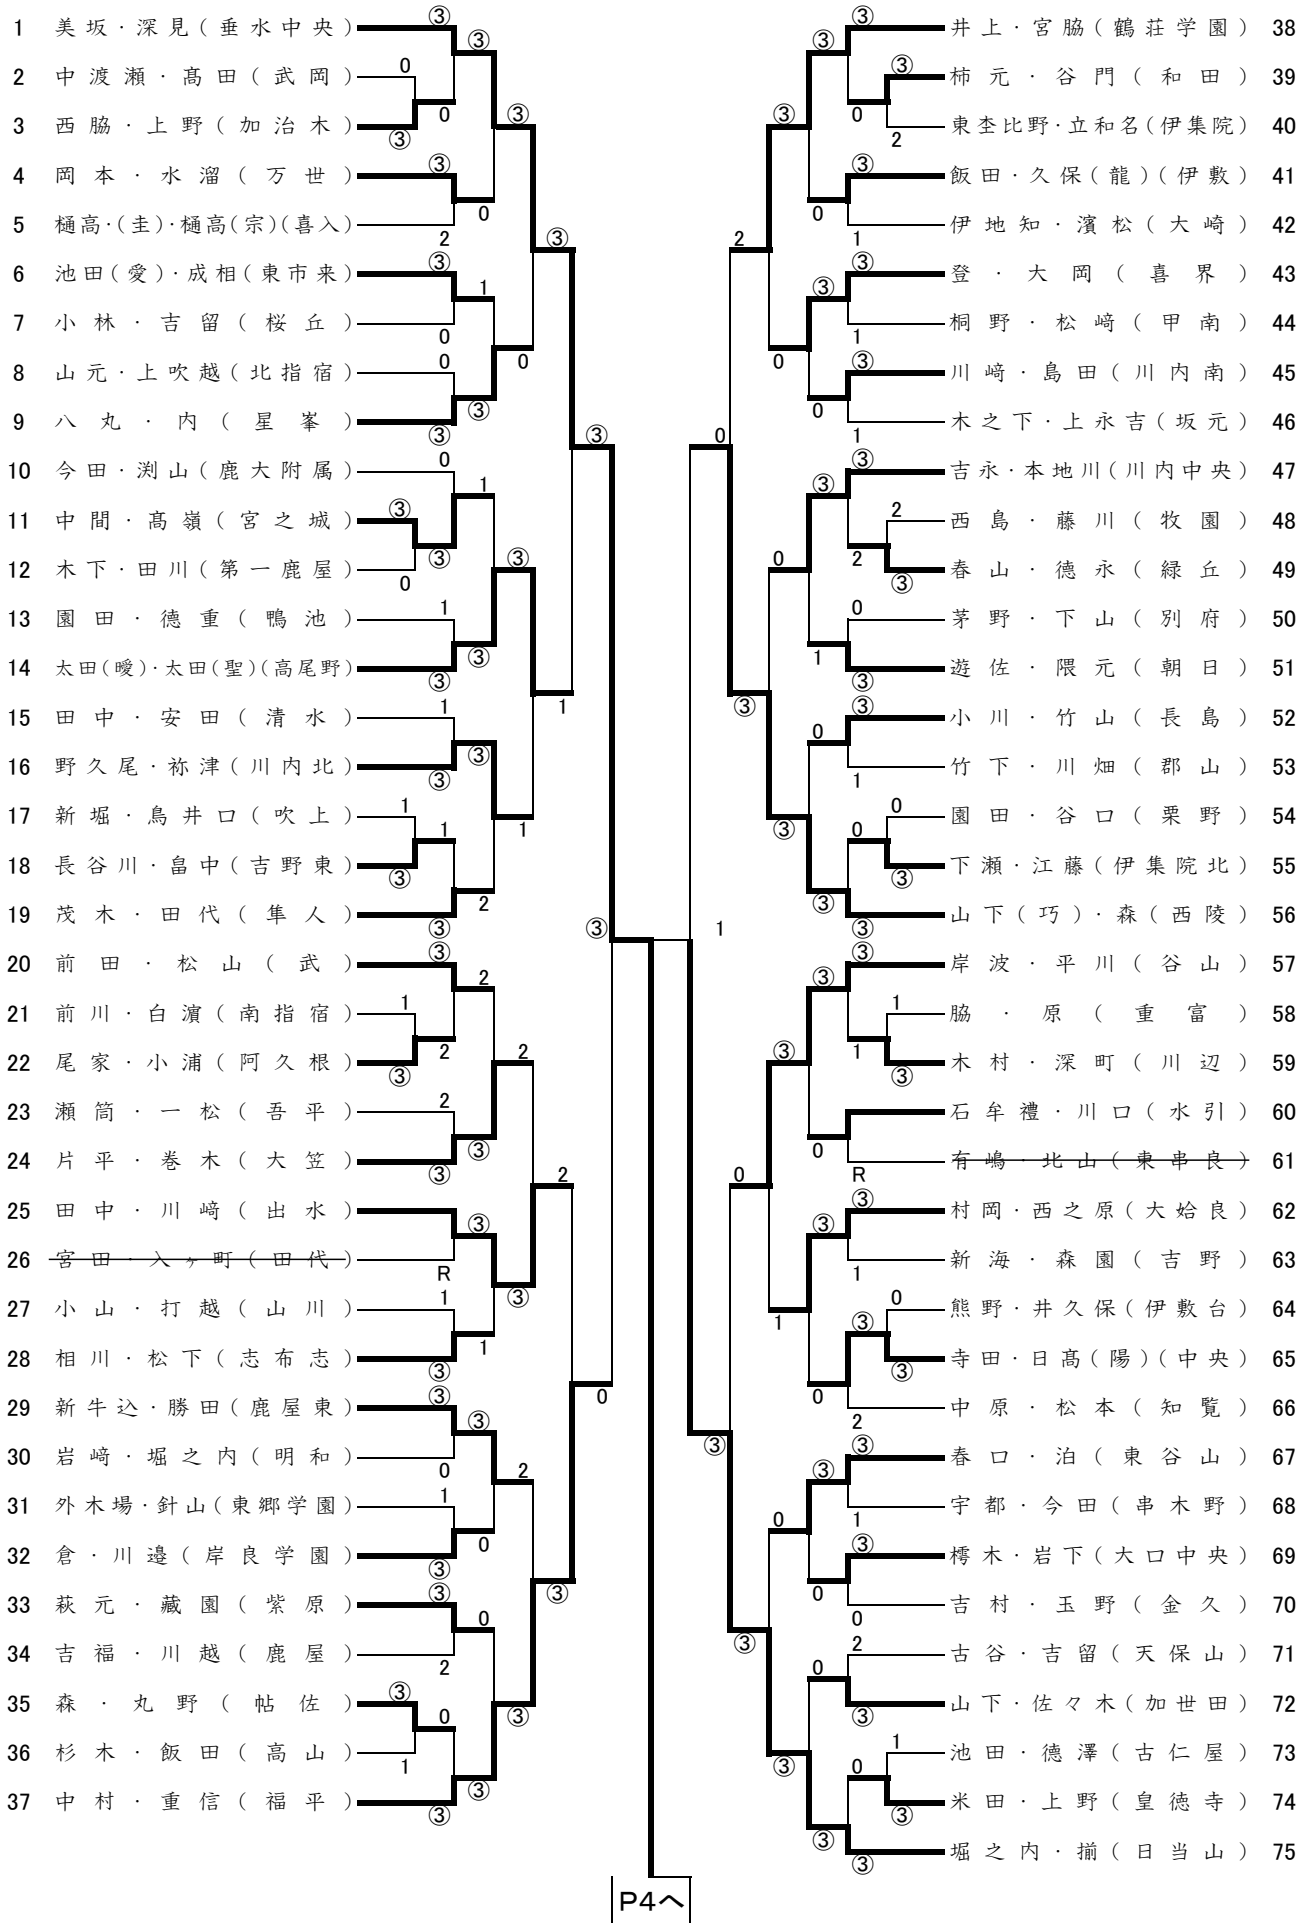 1 美坂・深見(垂水中央)
2 中渡瀬・髙田(武岡)
3 西脇・上野(加治木)
4 岡本・水溜(万世)
5 樋高・(圭)・樋高(宗)(喜入)
6 池田(愛)・成相(東市来)
7 小林・吉留(桜丘)
8 山元・上吹越(北指宿)
9 八丸・内(星峯)
10 今田・渕山(鹿大附属)
11 中間・髙嶺(宮之城)
12 木下・田川(第一鹿屋)
13 園田・德重(鴨池)
14 太田(曖)・太田(聖)(高尾野)
15 田中・安田(清水)
16 野久尾・祢津(川内北)
17 新堀・鳥井口(吹上)
18 長谷川・畠中(吉野東)
19 茂木・田代(隼人)
20 前田・松山(武)
21 前川・白濵(南指宿)
22 尾家・小浦(阿久根)
23 瀬筒・一松(吾平)
24 片平・巻木(大笠)
25 田中・川﨑(出水)
26 宮田・入ヶ町(田代)
27 小山・打越(山川)
28 相川・松下(志布志)
29 新牛込・勝田(鹿屋東)
30 岩﨑・堀之内(明和)
31 外木場・針山(東郷学園)
32 倉・川邉(岸良学園)
33 萩元・藏園(紫原)
34 吉福・川越(鹿屋)
35 森・丸野(帖佐)
36 杉木・飯田(高山)
37 中村・重信(福平)
井上・宮脇(鶴荘学園) 38
柿元・谷門(和田) 39
東杢比野・立和名(伊集院) 40
飯田・久保(龍)(伊敷) 41
伊地知・濱松(大崎) 42
登・大岡(喜界) 43
桐野・松﨑(甲南) 44
川﨑・島田(川内南) 45
木之下・上永吉(坂元) 46
吉永・本地川(川内中央) 47
西島・藤川(牧園) 48
春山・德永(緑丘) 49
茅野・下山(別府) 50
遊佐・隈元(朝日) 51
小川・竹山(長島) 52
竹下・川畑(郡山) 53
園田・谷口(栗野) 54
下瀬・江藤(伊集院北) 55
山下(巧)・森(西陵) 56
岸波・平川(谷山) 57
脇・原(重富) 58
木村・深町(川辺) 59
石牟禮・川口(水引) 60
有嶋・北山(東串良) 61
村岡・西之原(大姶良) 62
新海・森園(吉野) 63
熊野・井久保(伊敷台) 64
寺田・日髙(陽)(中央) 65
中原・松本(知覧) 66
春口・泊(東谷山) 67
宇都・今田(串木野) 68
樗木・岩下(大口中央) 69
吉村・玉野(金久) 70
古谷・吉留(天保山) 71
山下・佐々木(加世田) 72
池田・德澤(古仁屋) 73
米田・上野(皇徳寺) 74
堀之内・揃(日当山) 75
P4へ